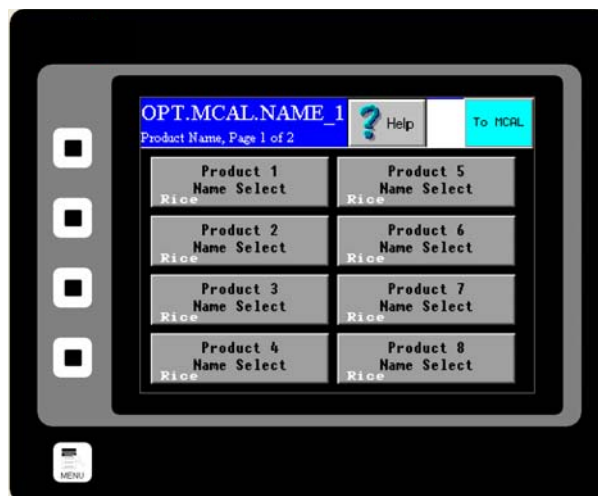 OPT.MCAL.NAME_1
Product Name, Page 1 of 2
Help
To MCAL
Product 1
Name Select
Rice
Product 5
Name Select
Rice
Product 2
Name Select
Rice
Product 6
Name Select
Rice
Product 3
Name Select
Rice
Product 7
Name Select
Rice
Product 4
Name Select
Rice
Product 8
Name Select
Rice
MENU